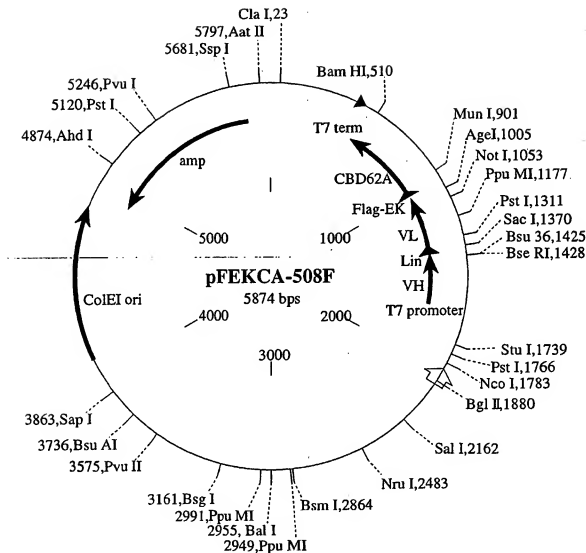 Cla I,23
5797,Aat II
5681,Ssp I
5246,Pvu I
5120,Pst I
4874,Ahd I
Bam HI,510
Mun I,901
AgeI,1005
Not I,1053
Ppu MI,1177
Pst I,1311
Sac I,1370
Bsu 36,1425
Bse RI,1428
T7 term
CBD62A
Flag-EK
VL
Lin
VH
T7 promoter
amp
ColEI ori
5000
1000
pFEKCA-508F
5874 bps
4000
2000
3000
Stu I,1739
Pst I,1766
Nco I,1783
Bgl II,1880
Sal I,2162
Nru I,2483
Bsm I,2864
2949,Ppu MI
2955, Bal I
2991,Ppu MI
3161,Bsg I
3575,Pvu II
3736,Bsu AI
3863,Sap I